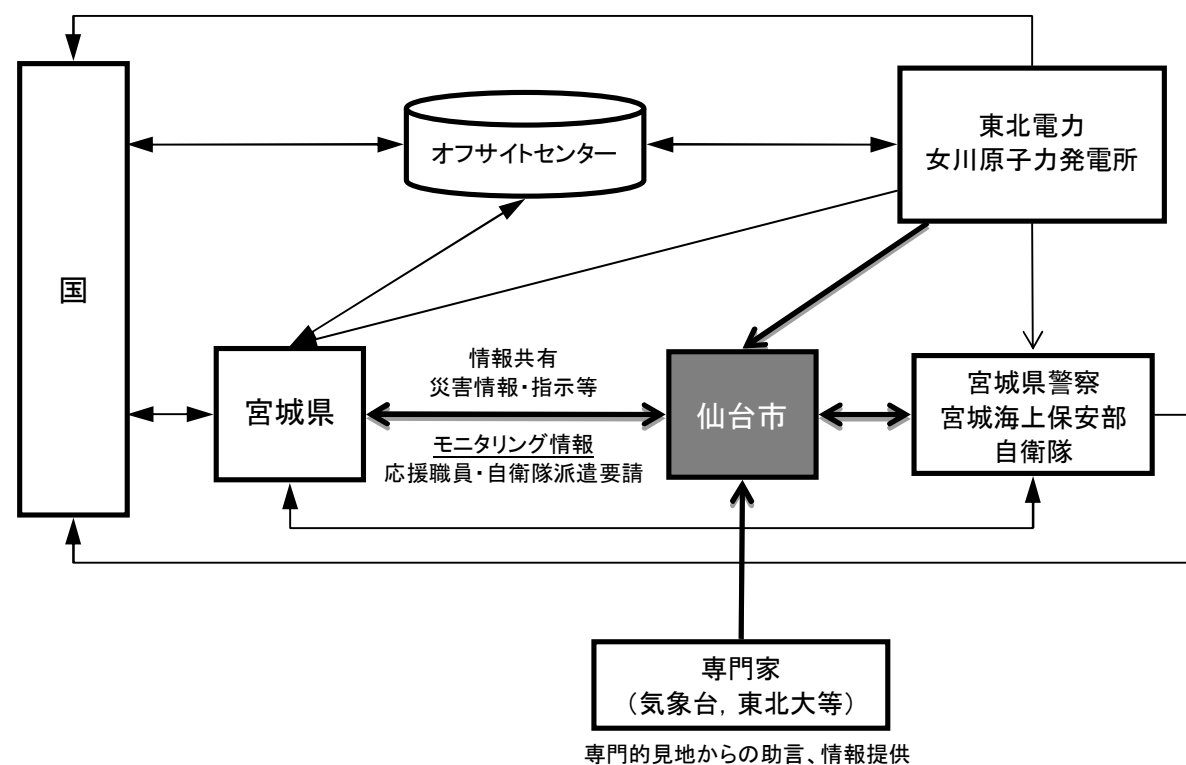 東北電力
女川原子力発電所
オフサイトセンター
国
情報共有
災害情報・指示等
宮城県
仙台市
宮城県警察
宮城海上保安部
自衛隊
モニタリング情報
応援職員・自衛隊派遣要請
専門家
（気象台，東北大等）
専門的見地からの助言、情報提供